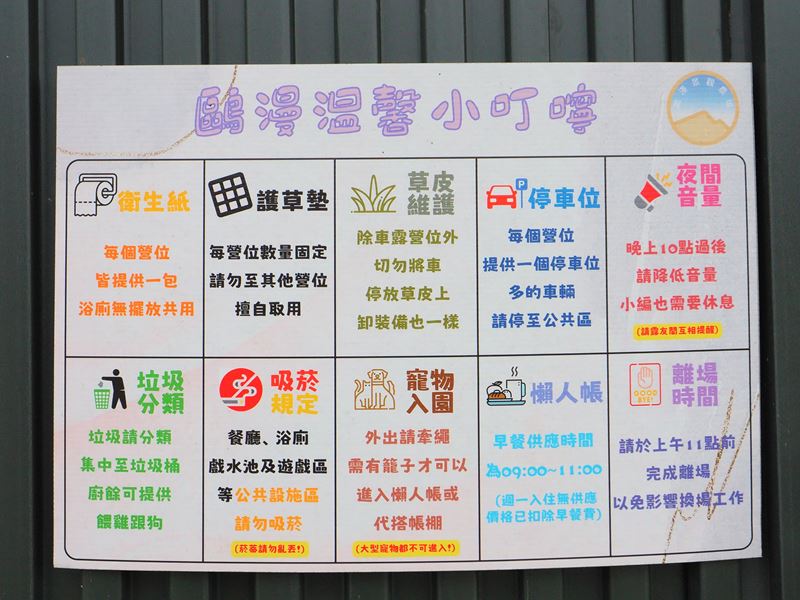 鷗漫溫馨小叮嚀
衛生紙
每個營位
皆提供一包
浴廁無擺放共用
護草墊
每營位數量固定
請勿至其他營位
擅自取用
草皮
維護
除車露營位外
切勿將車
停放草皮上
卸裝備也一樣
P
停車位
每個營位
提供一個停車位
多的車輛
請停至公共區
夜間
音量
晚上10點過後
請降低音量
小編也需要休息
(請露友間互相提醒)
垃圾
分類
垃圾請分類
集中至垃圾桶
廚餘可提供
餵雞跟狗
吸菸
規定
餐廳、浴廁
戲水池及遊戲區
等公共設施區
請勿吸菸
(菸蒂請勿亂丟!)
寵物
入園
外出請牽繩
需有籠子才可以
進入懶人帳或
代搭帳棚
(大型寵物都不可進入!)
懶人帳
早餐供應時間
為09:00~11:00
(週一入住無供應
價格已扣除早餐費)
GOOD
BYE!
離場
時間
請於上午11點前
完成離場
以免影響換場工作